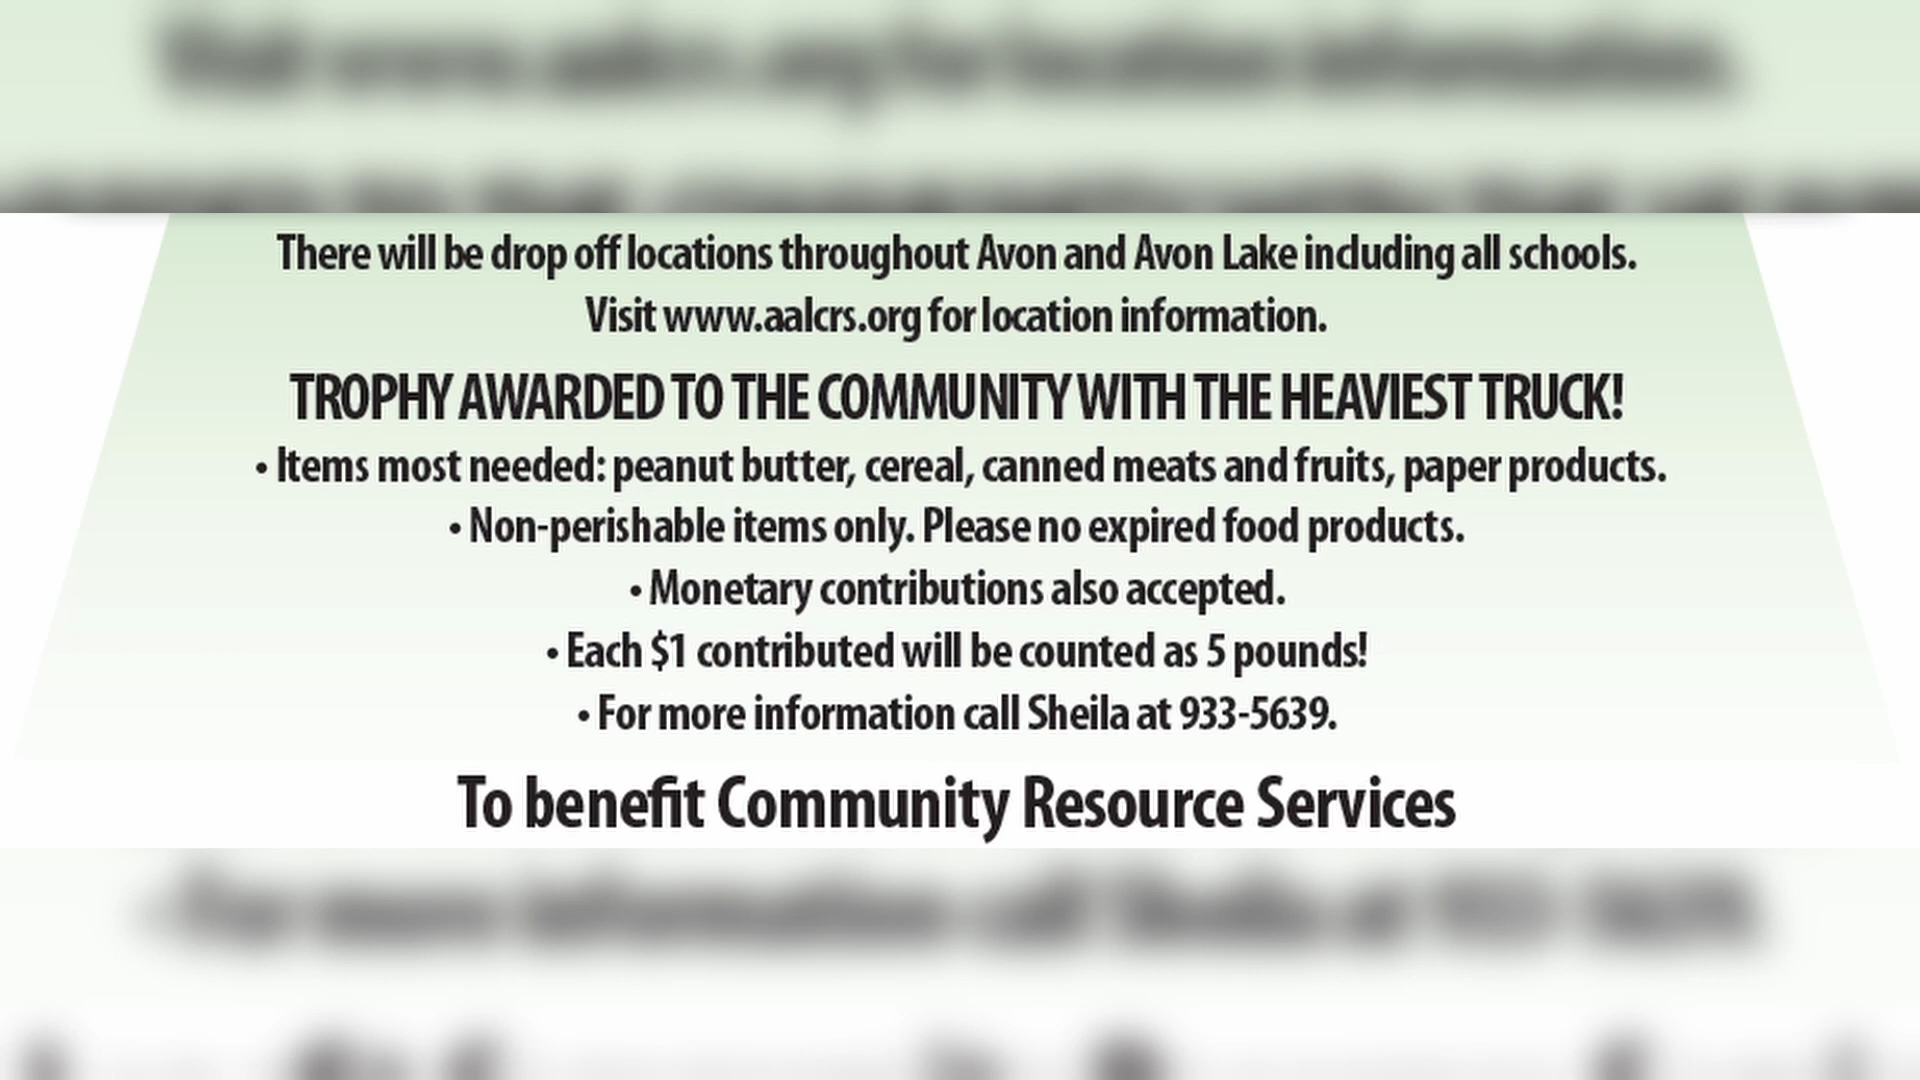 There will be drop off locations throughout Avon and Avon Lake including all schools.
Visit www.aalcrs.org for location information.
TROPHY AWARDED TO THE COMMUNITY WITH THE HEAVIEST TRUCK!
• Items most needed: peanut butter, cereal, canned meats and fruits, paper products.
• Non-perishable items only. Please no expired food products.
• Monetary contributions also accepted.
• Each $1 contributed will be counted as 5 pounds!
• For more information call Sheila at 933-5639.
To benefit Community Resource Services